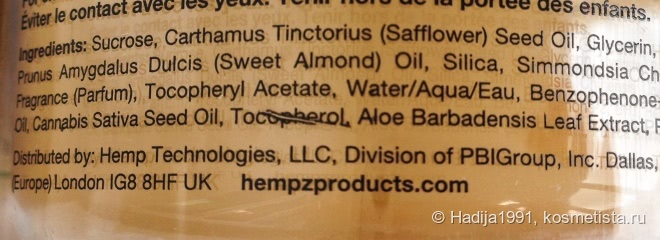 Éviter le contact avec les yeux. Tenir hors de la portée des enfants.
Ingredients: Sucrose, Carthamus Tinctorius (Safflower) Seed Oil, Glycerin,
Prunus Amygdalus Dulcis (Sweet Almond) Oil, Silica, Simmondsia Ch
Fragrance (Parfum), Tocopheryl Acetate, Water/Aqua/Eau, Benzophenone-
Oil, Cannabis Sativa Seed Oil, Tocopherol, Aloe Barbadensis Leaf Extract,
Distributed by: Hemp Technologies, LLC, Division of PBIGroup, Inc. Dallas,
(Europe) London IG8 8HF UK hempzproducts.com
© Hadija1991, kosmetista.ru